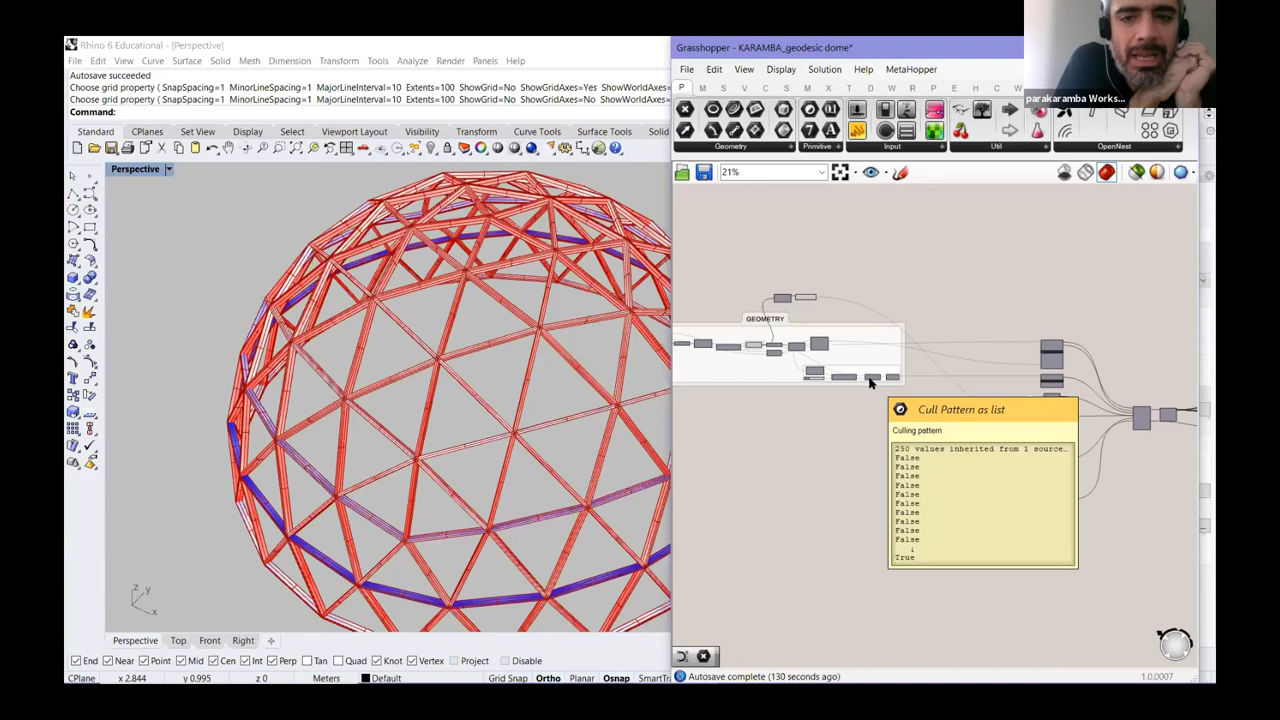 Rhino 6 Educational - [Perspective]
File Edit View Curve Surface Solid Mesh Dimension Transform Tools Analyze Render Panels Help
Autosave succeeded
Choose grid property ( SnapSpacing=1 MinorLineSpacing=1 MajorLineInterval=10 Extents=100 ShowGrid=No ShowGridAxes=Yes ShowWorldAxes=
Choose grid property ( SnapSpacing=1 MinorLineSpacing=1 MajorLineInterval=10 Extents=100 ShowGrid=No ShowGridAxes=No ShowWorldAxes=
Command:
Standard CPlanes Set View Display Select Viewport Layout Visibility Transform Curve Tools Surface Tools Solid
Perspective
z y
x
Perspective Top Front Right
End Near Point Mid Cen Int Perp Tan Quad Knot Vertex Project Disable
CPlane x 2.844 y 0.995 z 0 Meters Default Grid Snap Ortho Planar Osnap SmartTr
Grasshopper - KARAMBA_geodesic dome*
File Edit View Display Solution Help MetaHopper
P M S V C S M I T D W R M K H L E C W
Geometry Primitive Input Util OpenNest
21%
GEOMETRY
Cull Pattern as list
Culling pattern
250 values inherited from 1 source…
False
False
False
False
False
False
False
False
False
False
↓
True
Autosave complete (130 seconds ago)
1.0.0007
parakaramba Works...